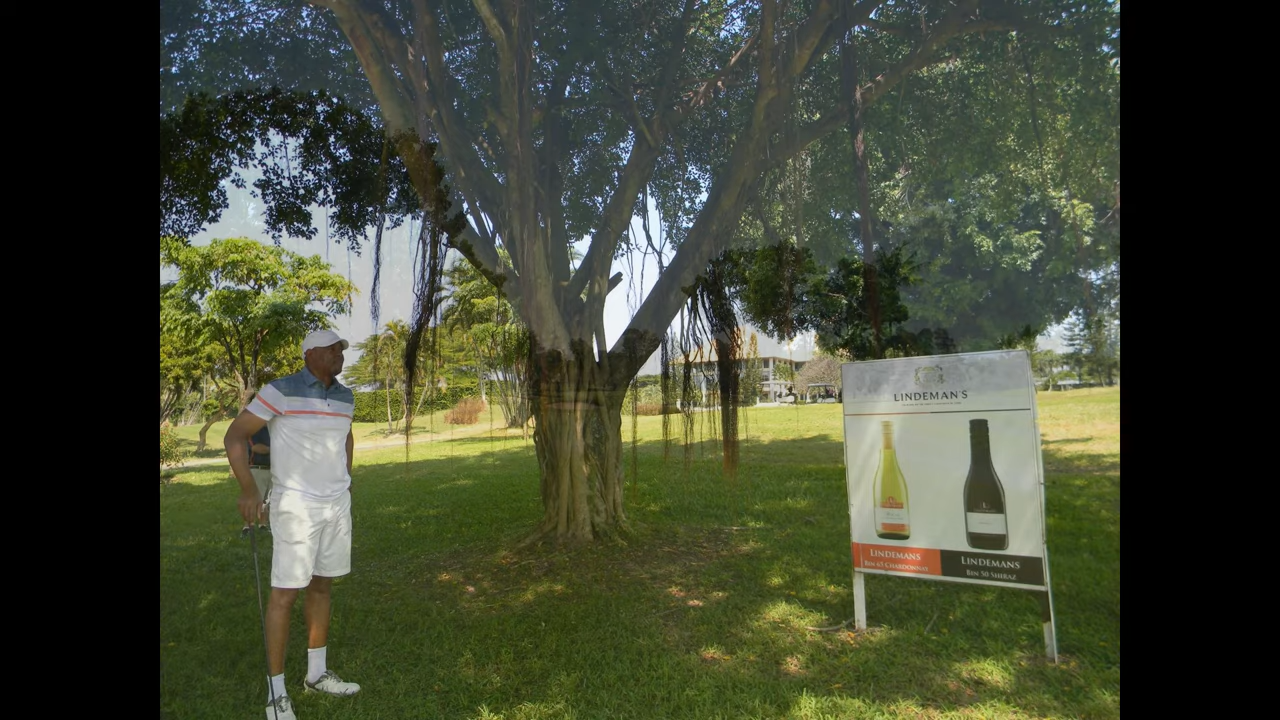 LINDEMAN'S
LINDEMANS
BIN 65 CHARDONNAY
LINDEMANS
BIN 50 SHIRAZ